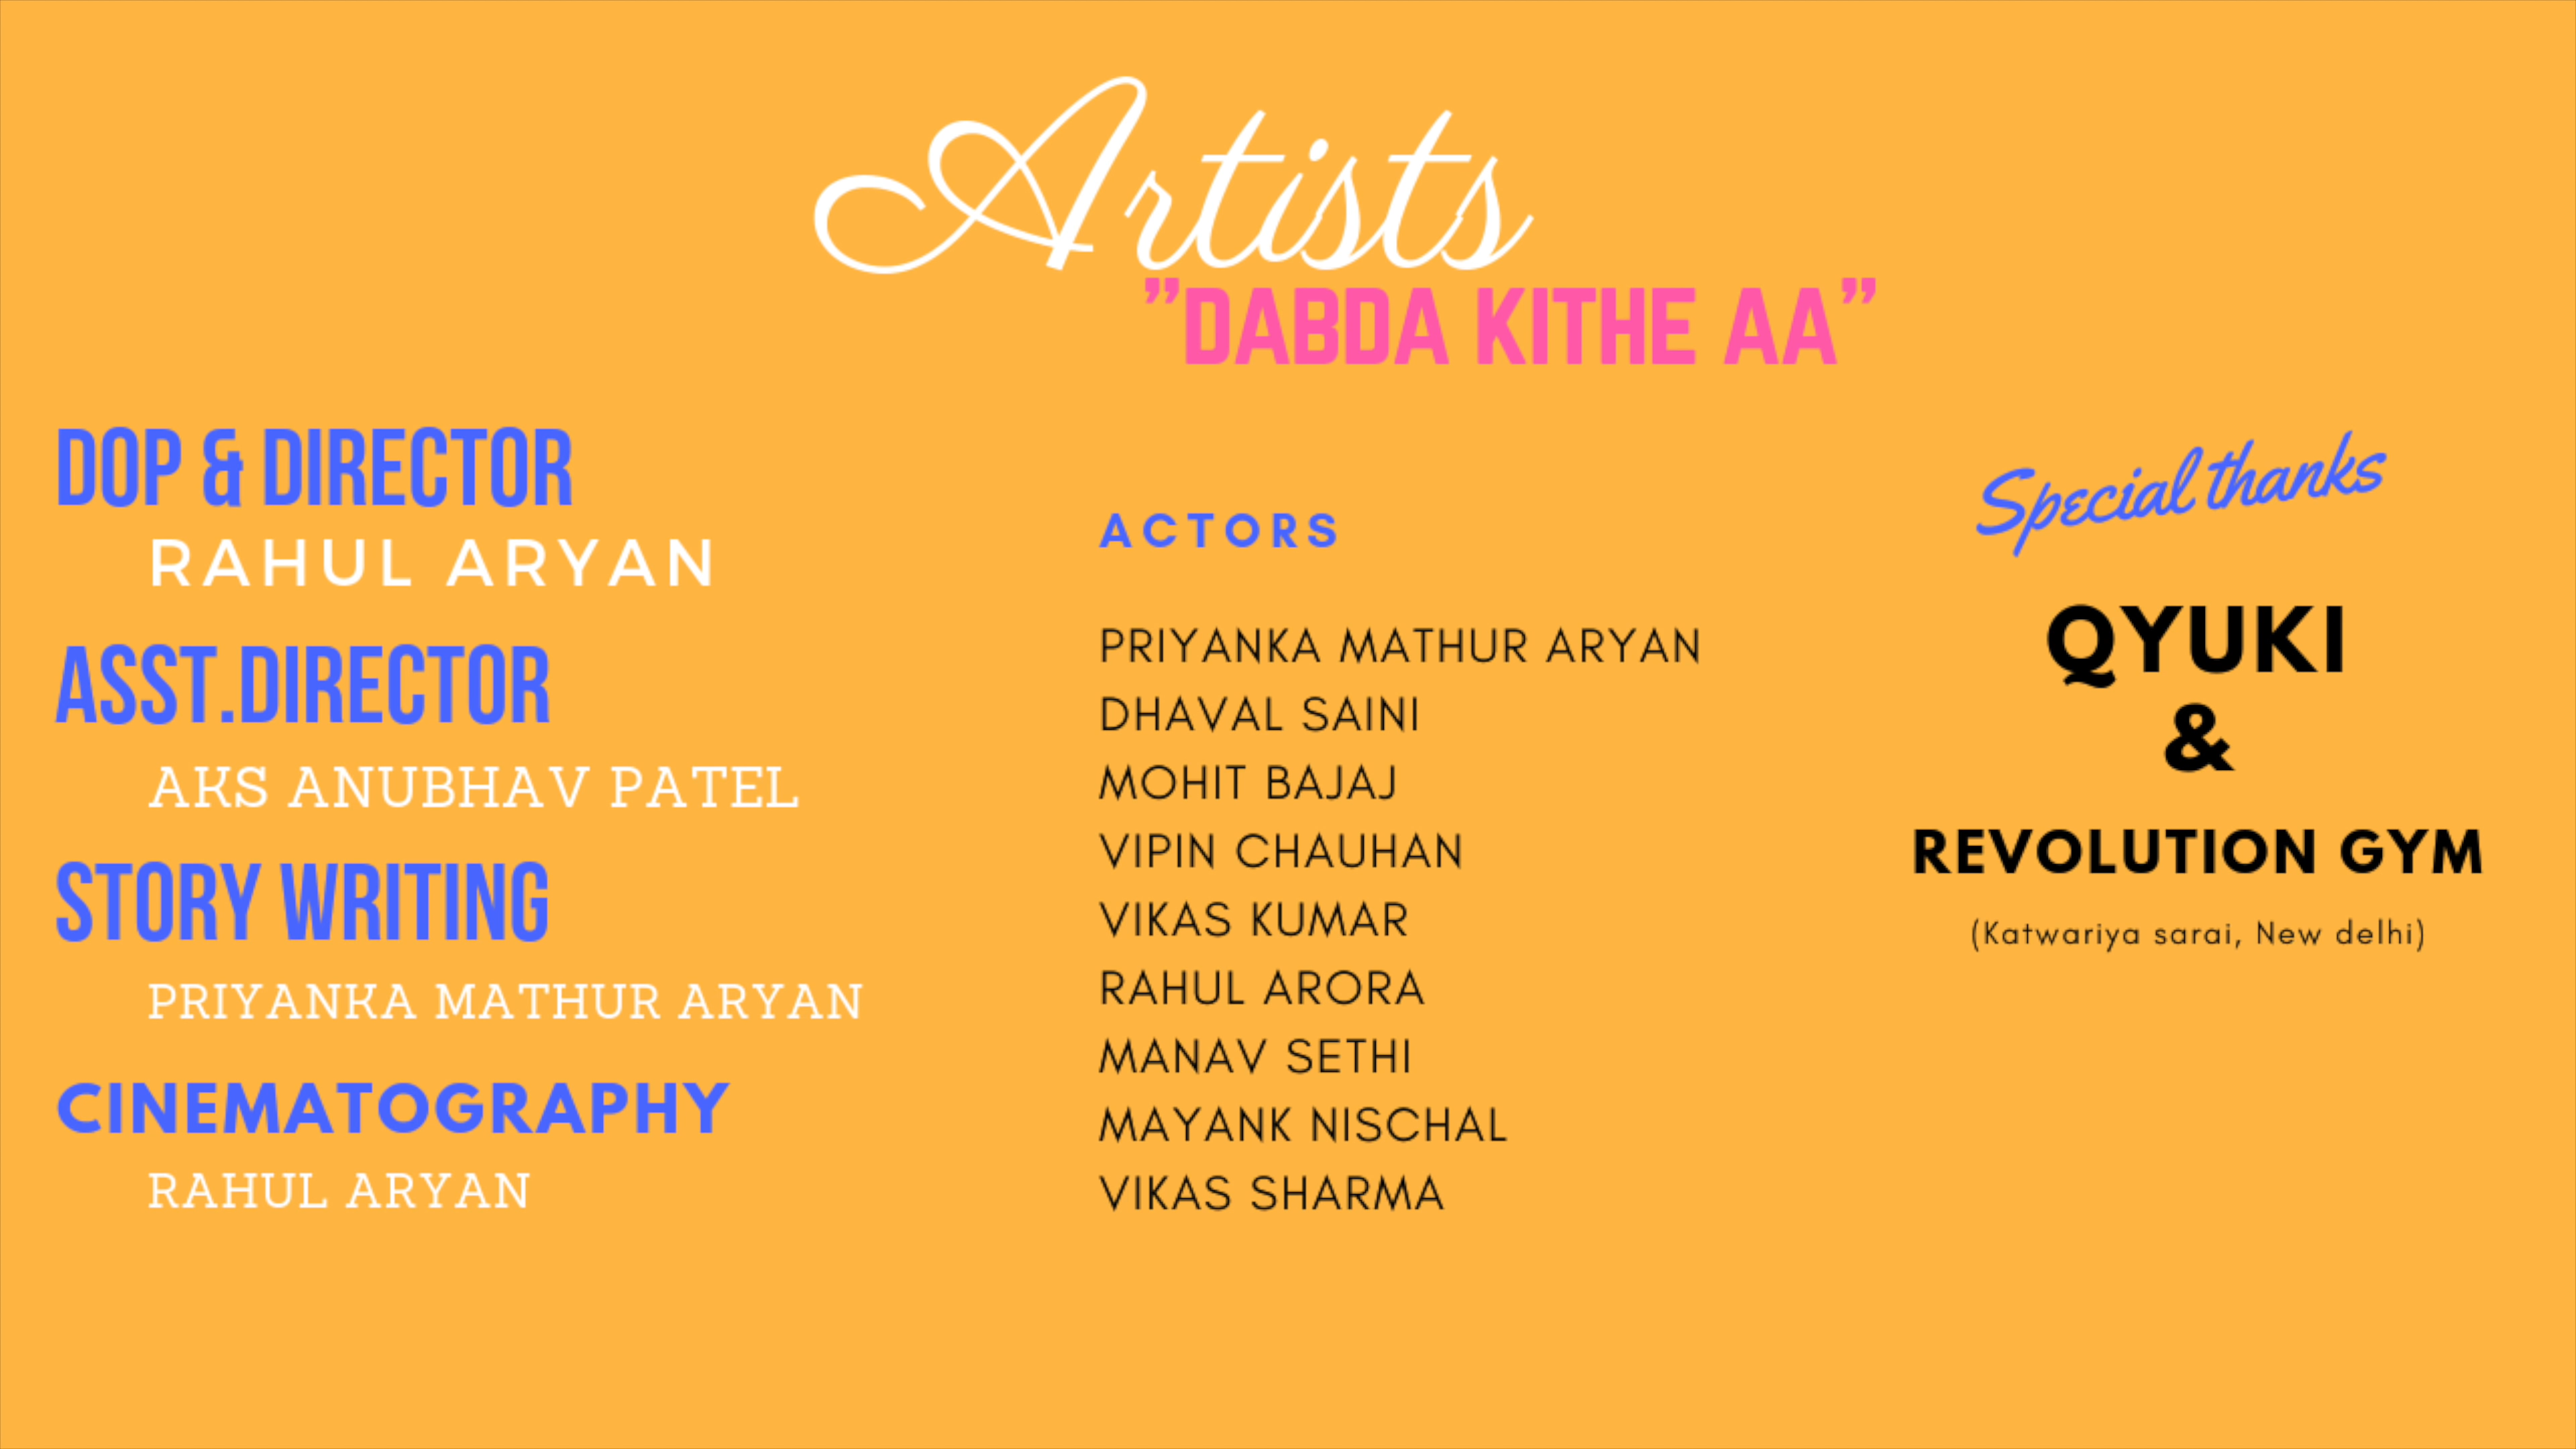 Artists
"DABDA KITHE AA"
DOP & DIRECTOR
RAHUL ARYAN
ASST.DIRECTOR
AKS ANUBHAV PATEL
STORY WRITING
PRIYANKA MATHUR ARYAN
CINEMATOGRAPHY
RAHUL ARYAN
ACTORS
PRIYANKA MATHUR ARYAN
DHAVAL SAINI
MOHIT BAJAJ
VIPIN CHAUHAN
VIKAS KUMAR
RAHUL ARORA
MANAV SETHI
MAYANK NISCHAL
VIKAS SHARMA
Special thanks
QYUKI
&
REVOLUTION GYM
(Katwariya sarai, New delhi)